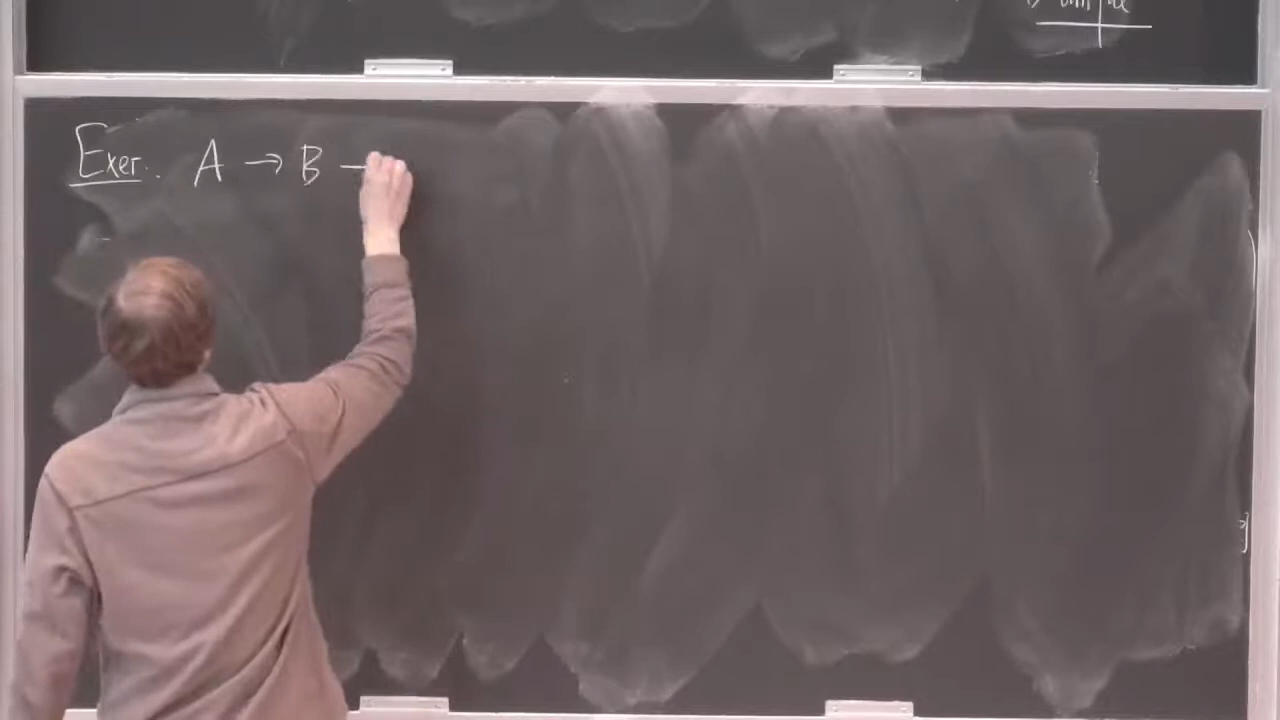 Exer. A → B —